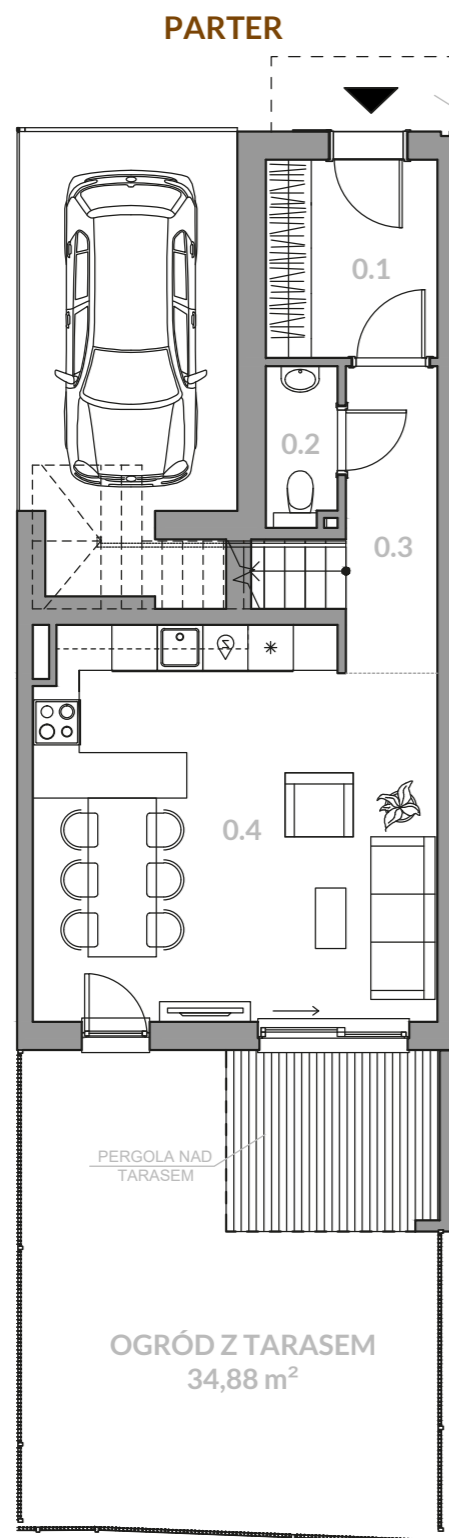 PARTER
0.1
0.2
0.3
0.4
PERGOLA NAD
TARASEM
OGRÓD Z TARASEM
34,88 m²